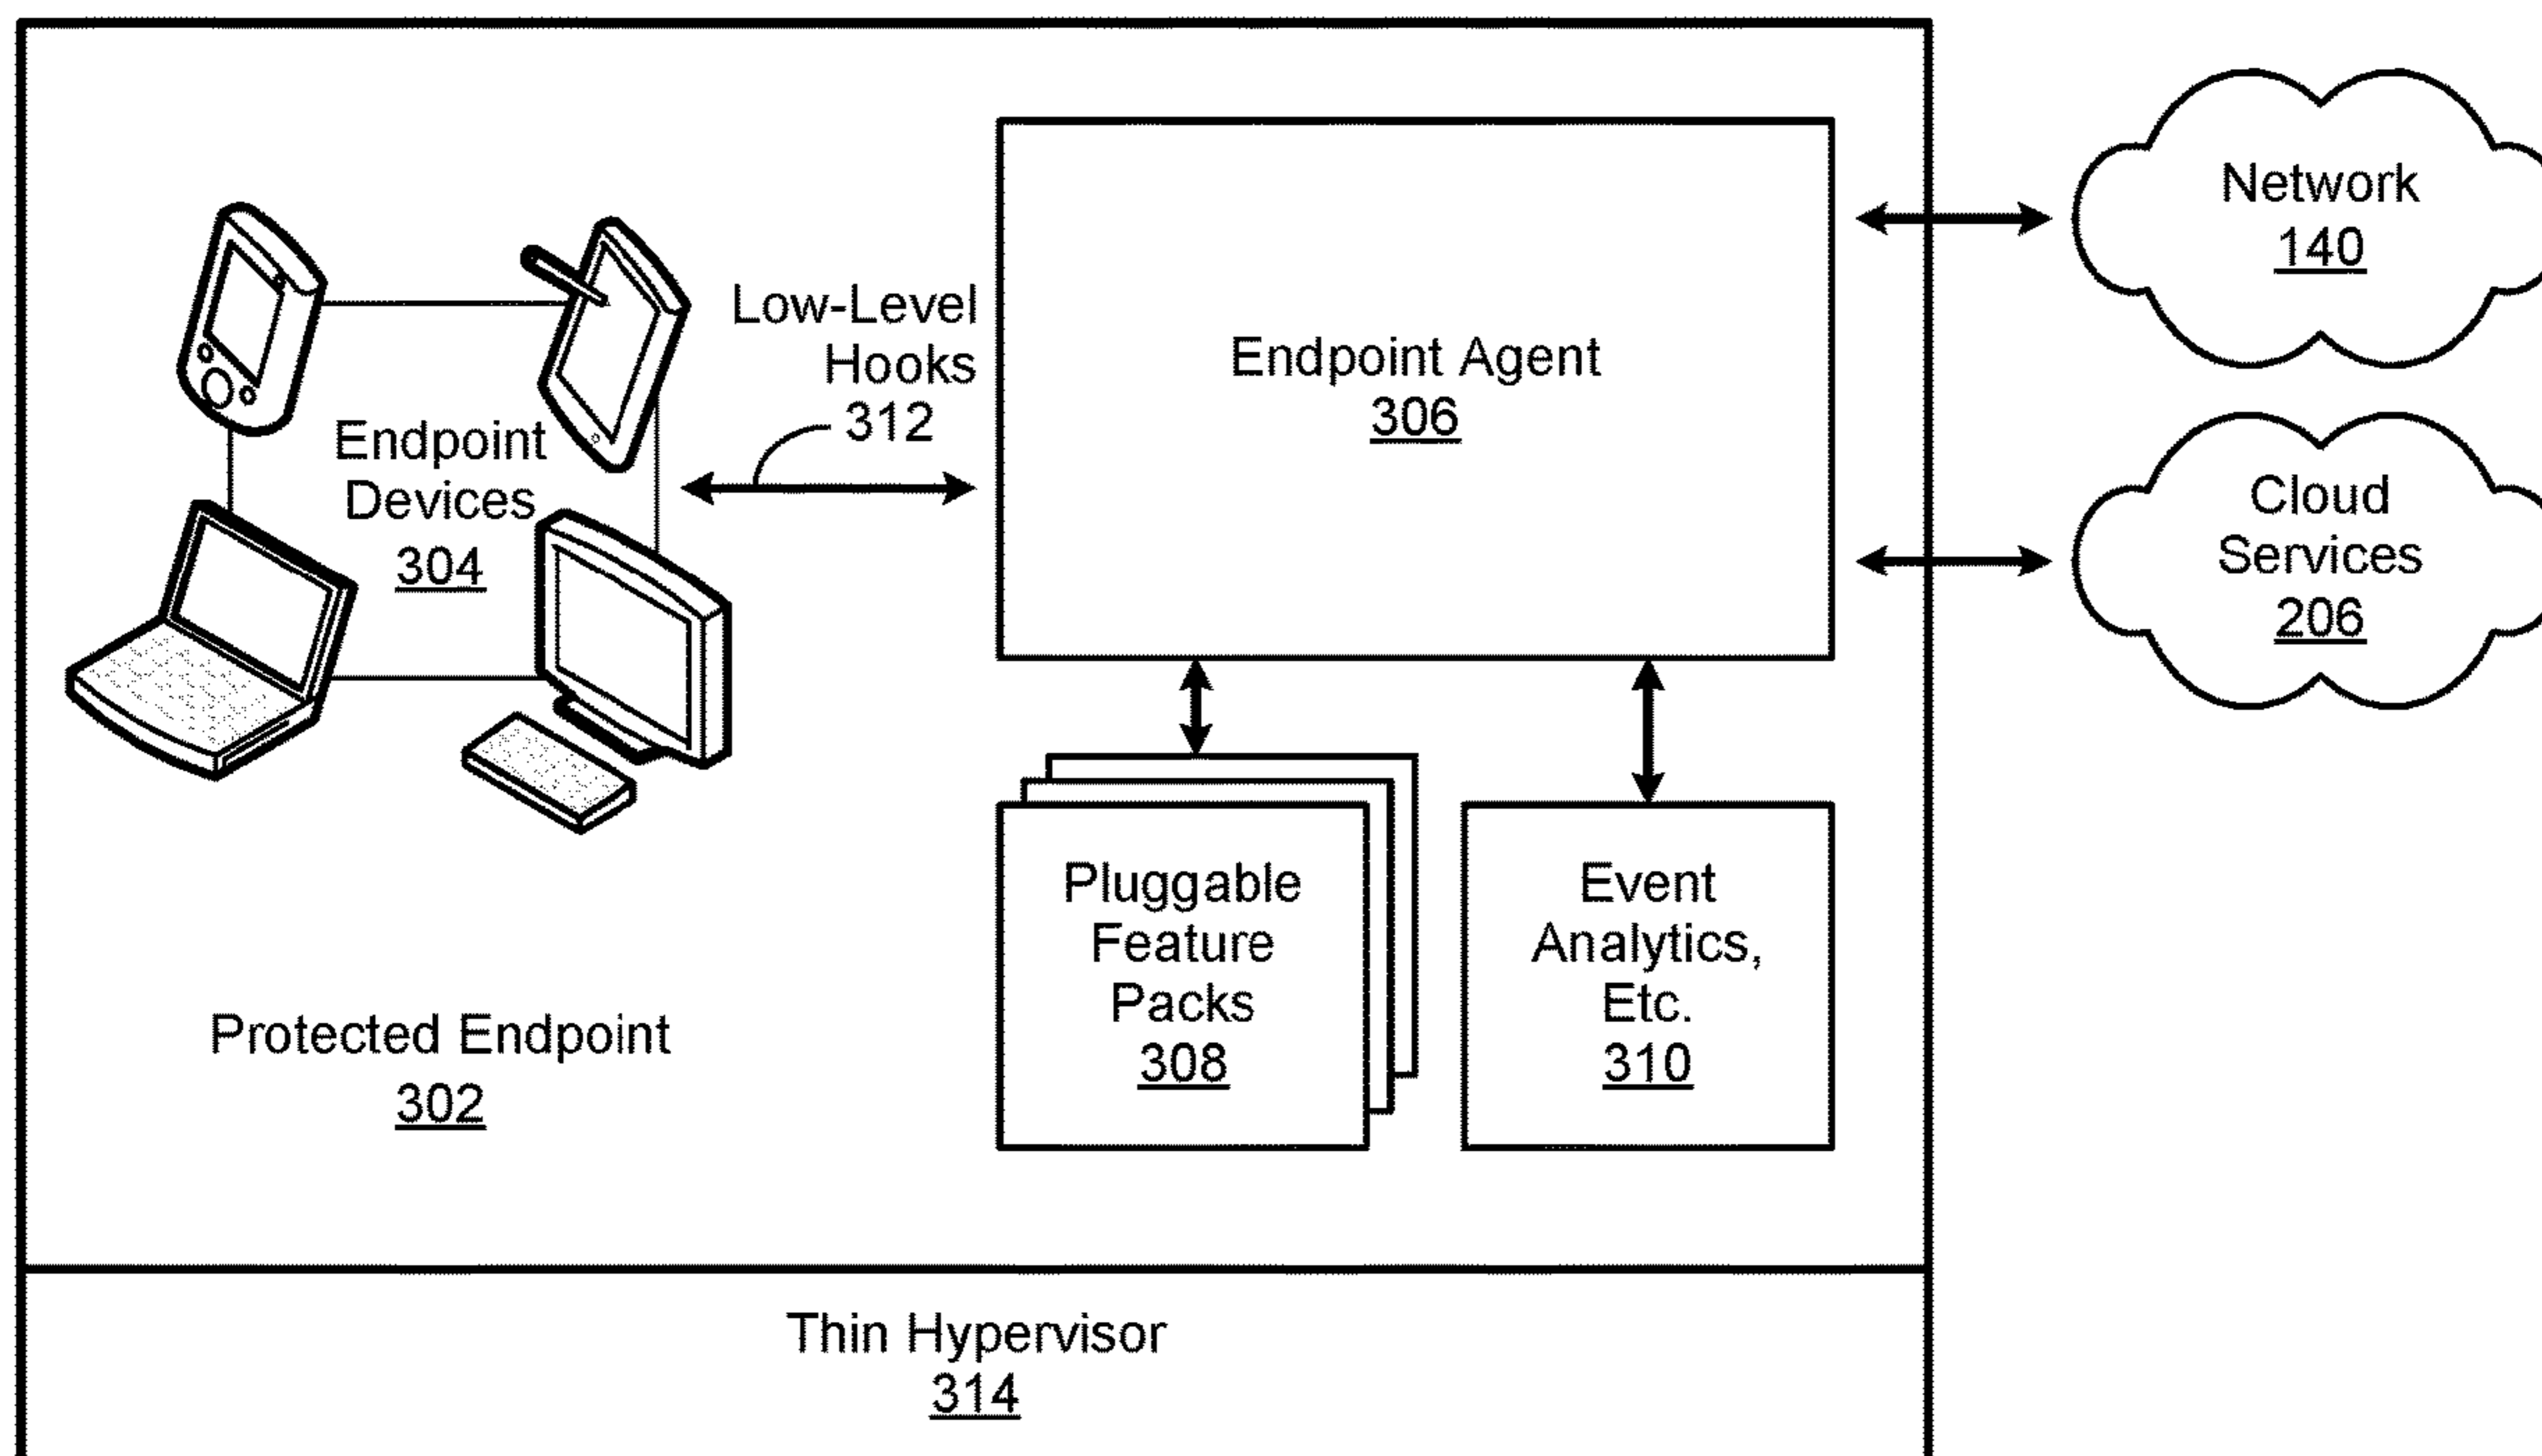 Low-Level
Hooks
312
Endpoint
Devices
304
Endpoint Agent
306
Network
140
Cloud
Services
206
Pluggable
Feature
Packs
308
Event
Analytics,
Etc.
310
Protected Endpoint
302
Thin Hypervisor
314